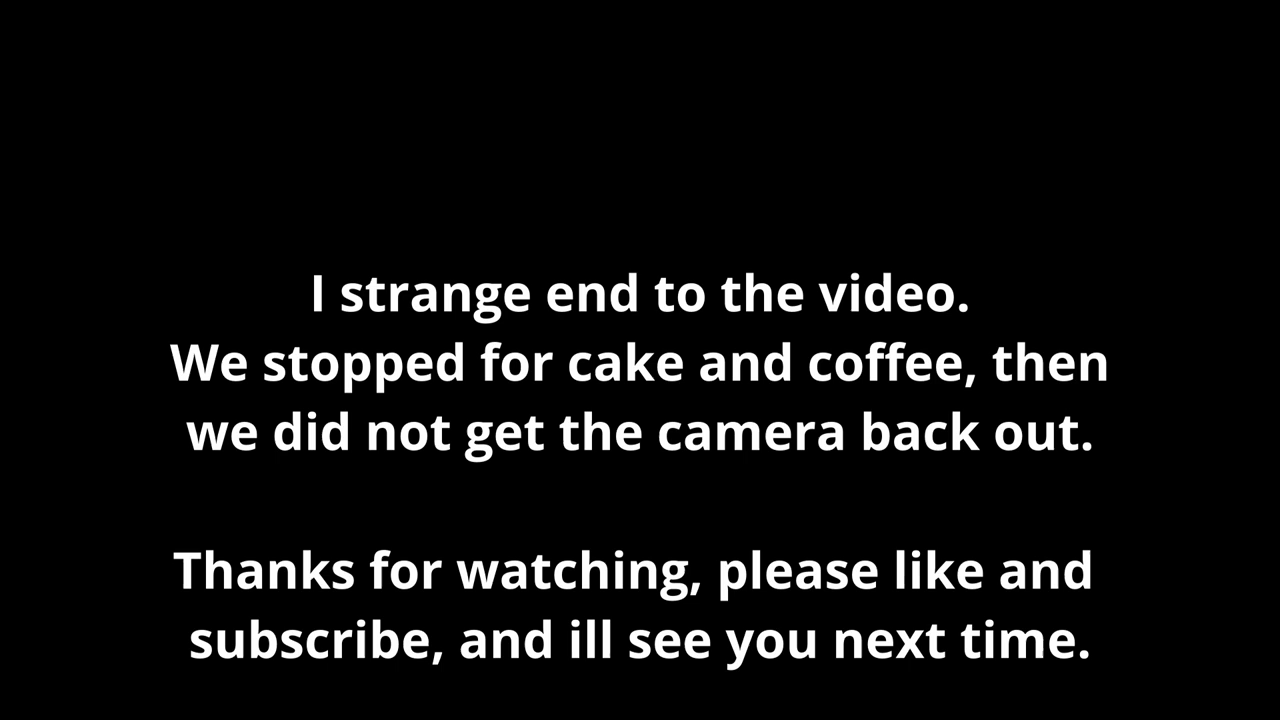 I strange end to the video.
We stopped for cake and coffee, then
we did not get the camera back out.
Thanks for watching, please like and
subscribe, and ill see you next time.